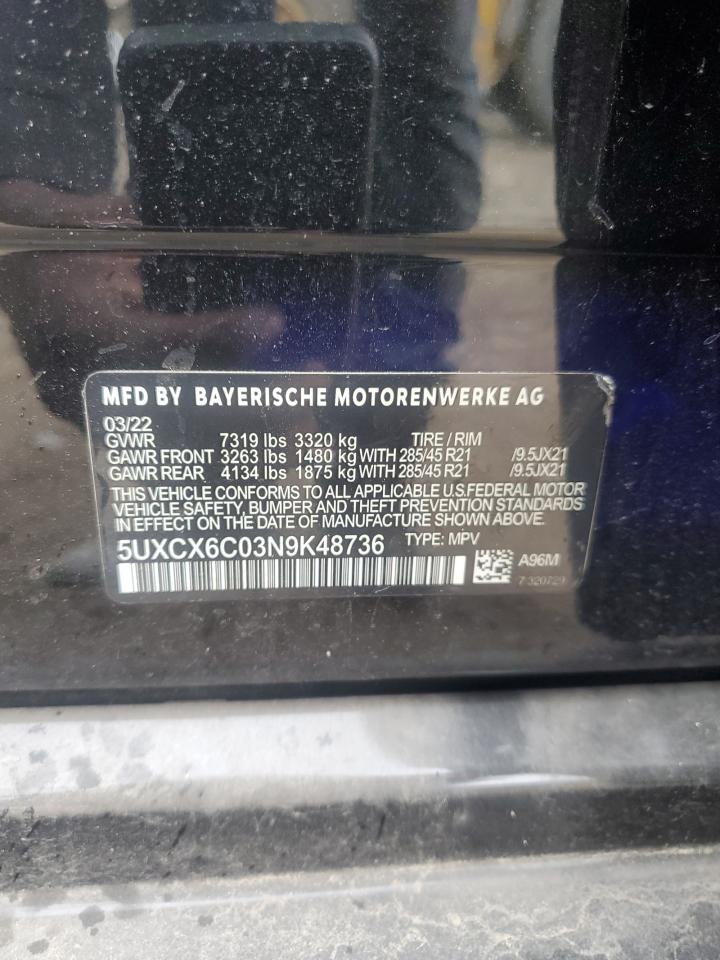 MFD BY BAYERISCHE MOTORENWERKE AG
03/22
GVWR 7319 lbs 3320 kg TIRE / RIM
GAWR FRONT 3263 lbs 1480 kg WITH 285/45 R21 /9.5JX21
GAWR REAR 4134 lbs 1875 kg WITH 285/45 R21 /9.5JX21
THIS VEHICLE CONFORMS TO ALL APPLICABLE U.S.FEDERAL MOTOR
VEHICLE SAFETY, BUMPER AND THEFT PREVENTION STANDARDS
IN EFFECT ON THE DATE OF MANUFACTURE SHOWN ABOVE.
5UXCX6C03N9K48736 TYPE: MPV
A96M
7 320729